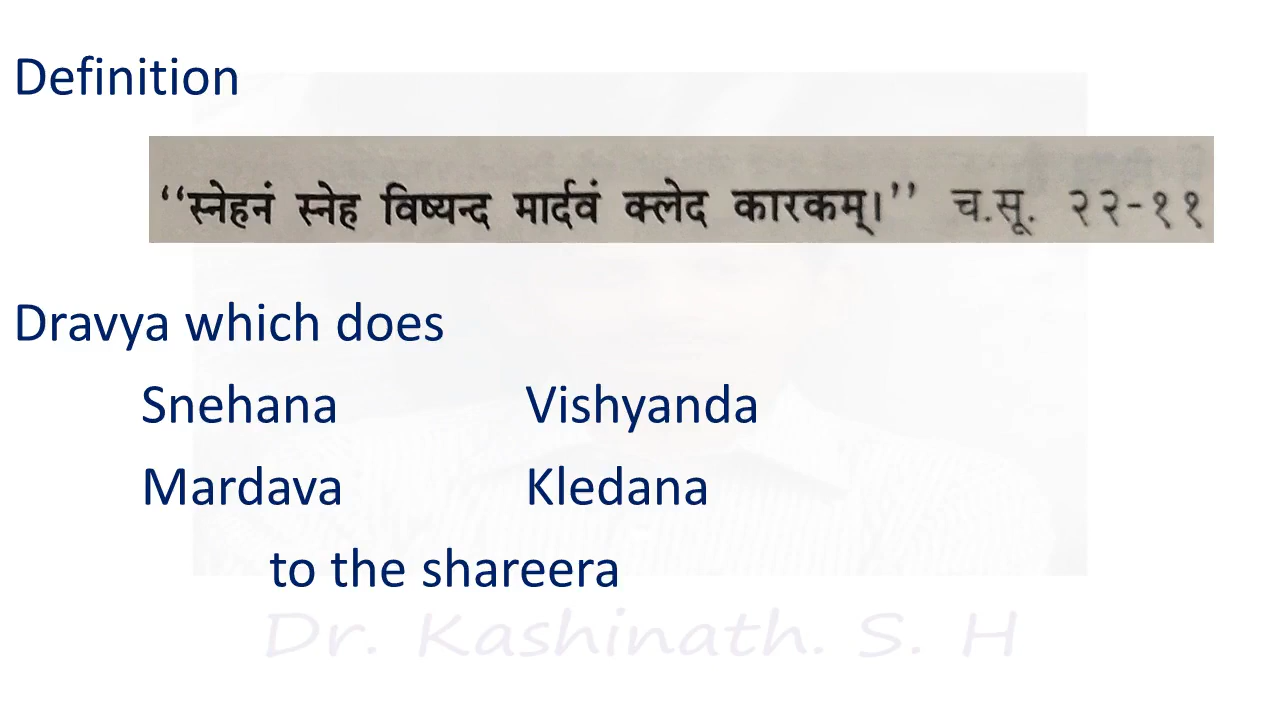 Definition
‘‘स्नेहनं स्नेह विष्यन्द मार्दवं क्लेद कारकम्।’’ च.सू. २२-११
Dravya which does
Snehana Vishyanda
Mardava Kledana
to the shareera
Dr. Kashinath. S. H